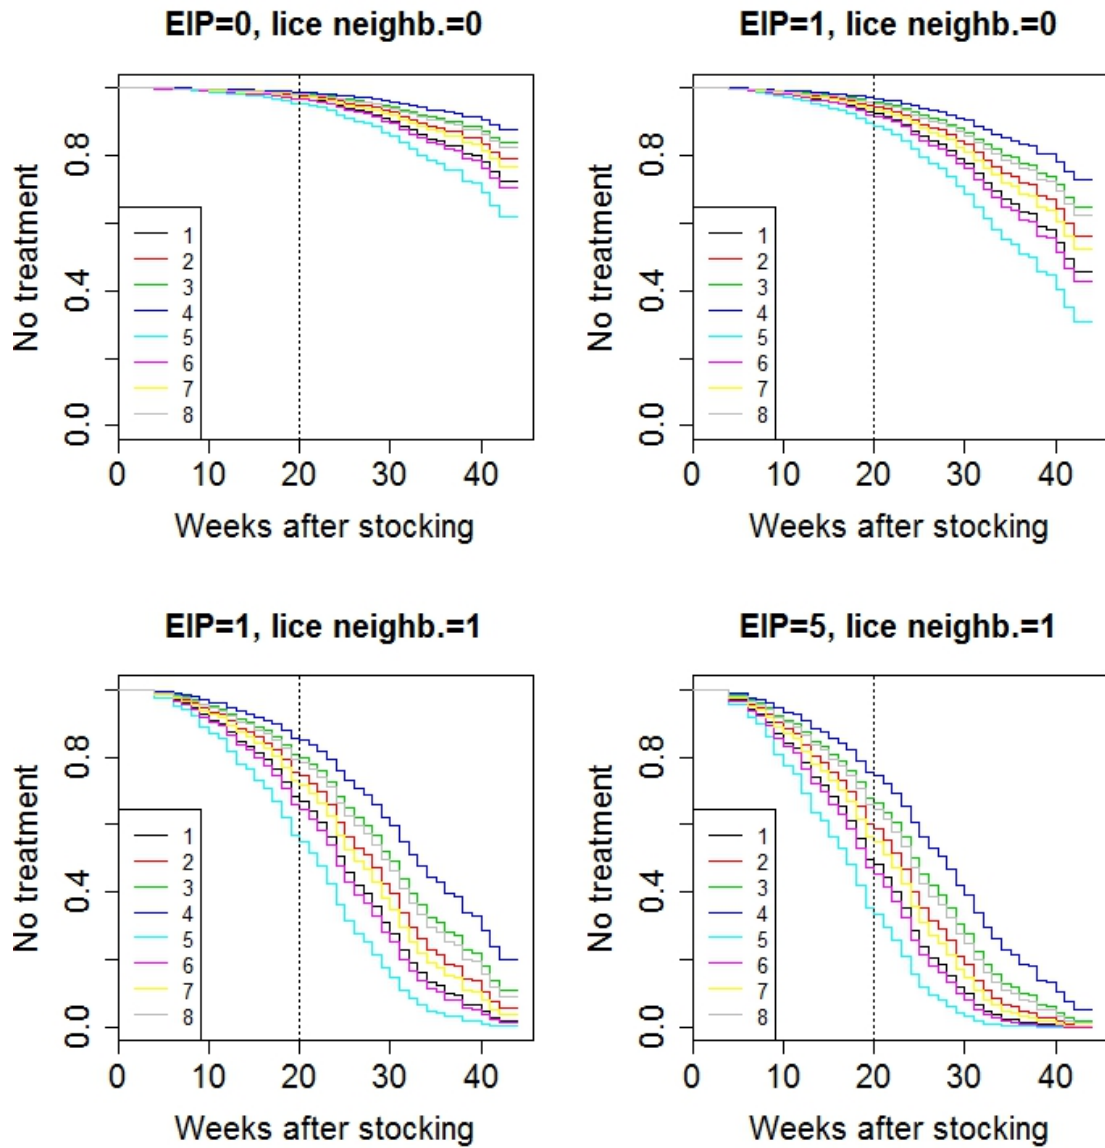 EIP=0, lice neighb.=0
No treatment
0.8
0.4
0.0
1
2
3
4
5
6
7
8
0 10 20 30 40
Weeks after stocking
EIP=1, lice neighb.=0
No treatment
0.8
0.4
0.0
1
2
3
4
5
6
7
8
0 10 20 30 40
Weeks after stocking
EIP=1, lice neighb.=1
No treatment
0.8
0.4
0.0
1
2
3
4
5
6
7
8
0 10 20 30 40
Weeks after stocking
EIP=5, lice neighb.=1
No treatment
0.8
0.4
0.0
1
2
3
4
5
6
7
8
0 10 20 30 40
Weeks after stocking